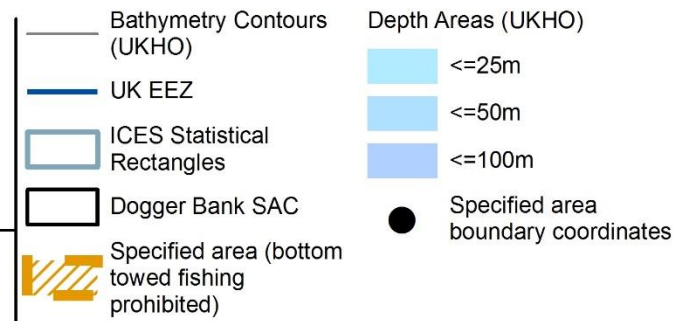 Bathymetry Contours
(UKHO)
UK EEZ
ICES Statistical
Rectangles
Dogger Bank SAC
Specified area (bottom
towed fishing
prohibited)
Depth Areas (UKHO)
<=25m
<=50m
<=100m
Specified area
boundary coordinates